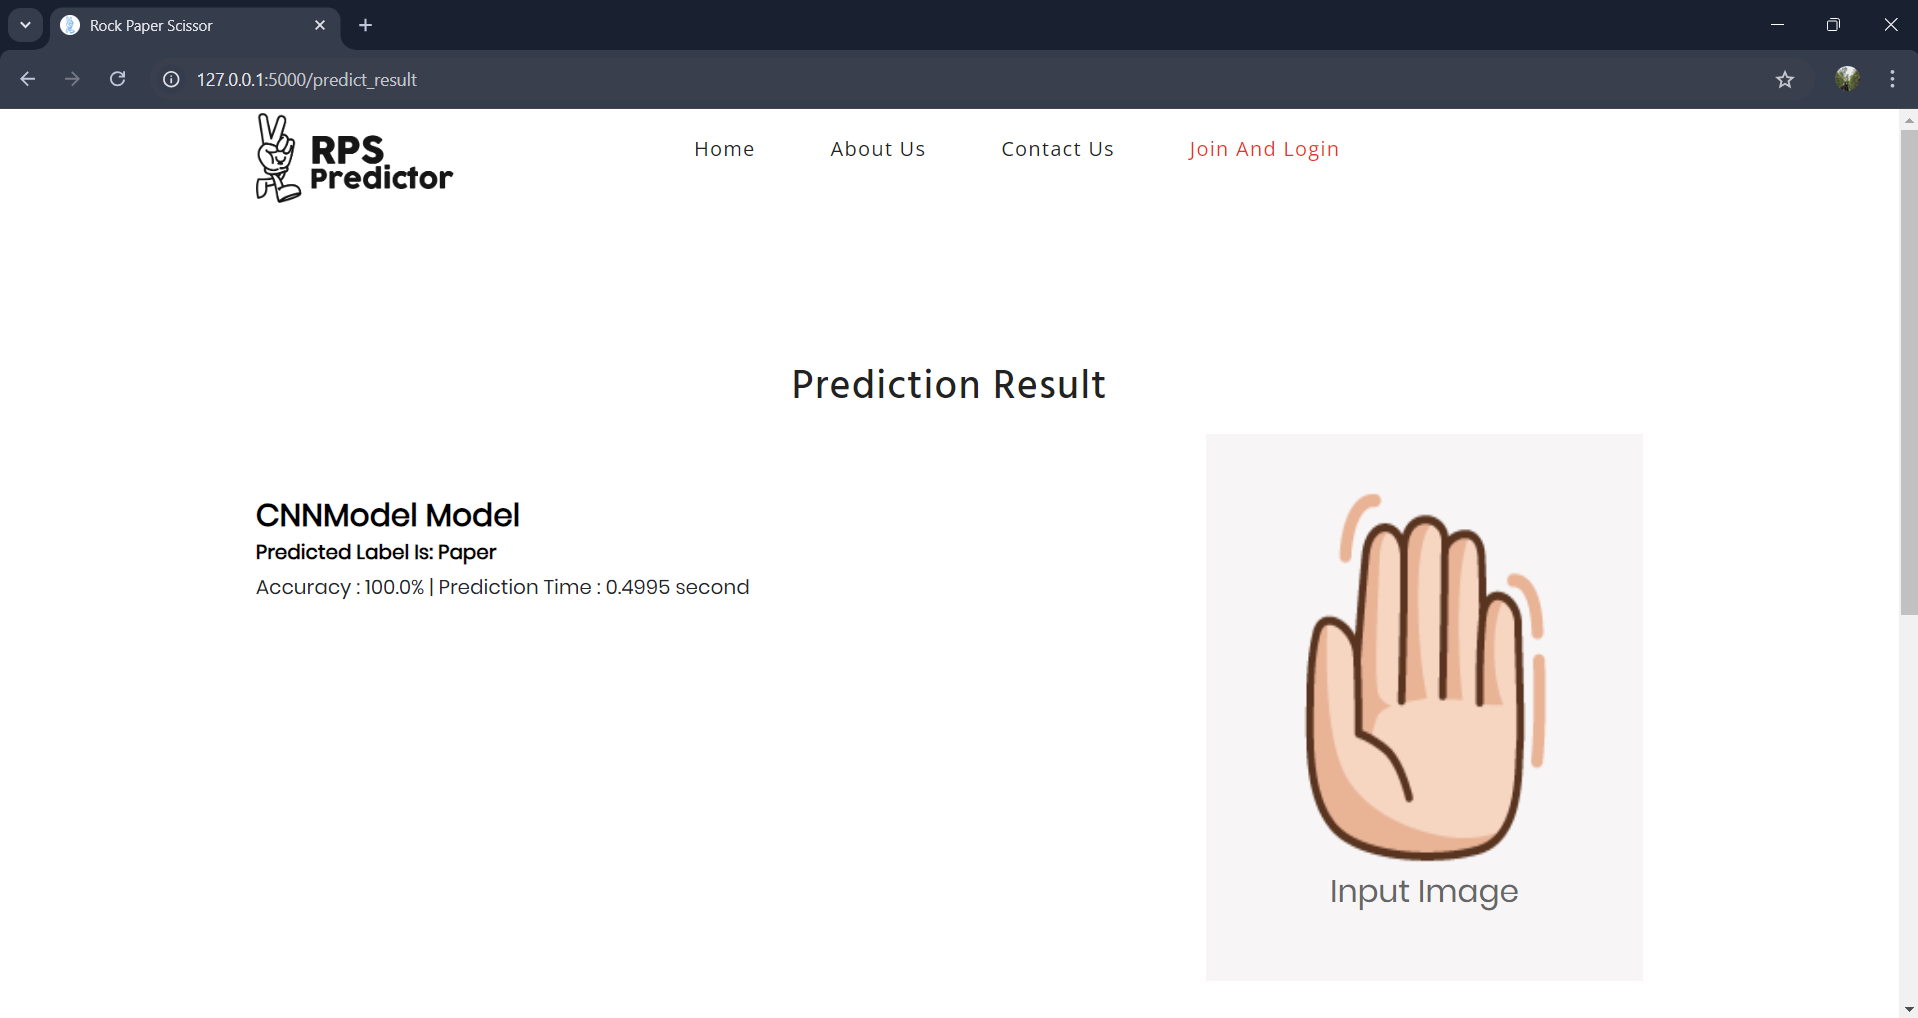 Rock Paper Scissor
127.0.0.1:5000/predict_result
RPS
Predictor
Home
About Us
Contact Us
Join And Login
Prediction Result
CNNModel Model
Predicted Label Is: Paper
Accuracy : 100.0% | Prediction Time : 0.4995 second
Input Image